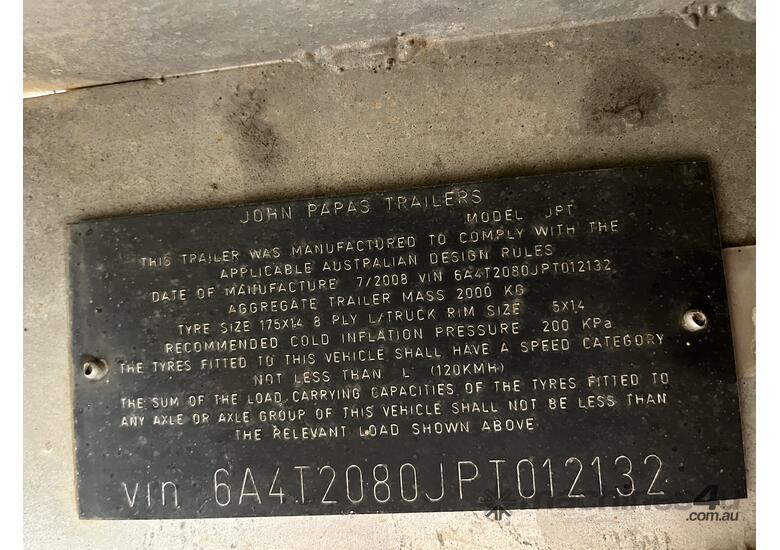 JOHN PAPAS TRAILERS
MODEL JPT
THIS TRAILER WAS MANUFACTURED TO COMPLY WITH THE
APPLICABLE AUSTRALIAN DESIGN RULES
DATE OF MANUFACTURE 7/2008 VIN 6A4T2080JPT012132
AGGREGATE TRAILER MASS 2000 KG
TYRE SIZE 175X14 8 PLY L/TRUCK RIM SIZE 5X14
RECOMMENDED COLD INFLATION PRESSURE 200 KPa
THE TYRES FITTED TO THIS VEHICLE SHALL HAVE A SPEED CATEGORY
NOT LESS THAN L (120KMH)
THE SUM OF THE LOAD CARRYING CAPACITIES OF THE TYRES FITTED TO
ANY AXLE OR AXLE GROUP OF THIS VEHICLE SHALL NOT BE LESS THAN
THE RELEVANT LOAD SHOWN ABOVE
vin 6A4T2080JPT012132
machines4u
.com.au